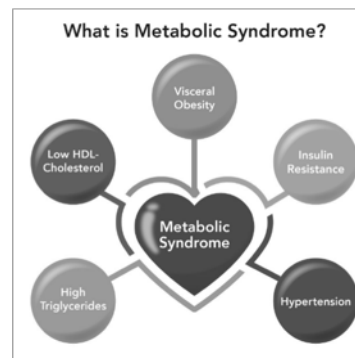 What is Metabolic Syndrome?
Visceral
Obesity
Low HDL-
Cholesterol
Insulin
Resistance
Metabolic
Syndrome
High
Triglycerides
Hypertension